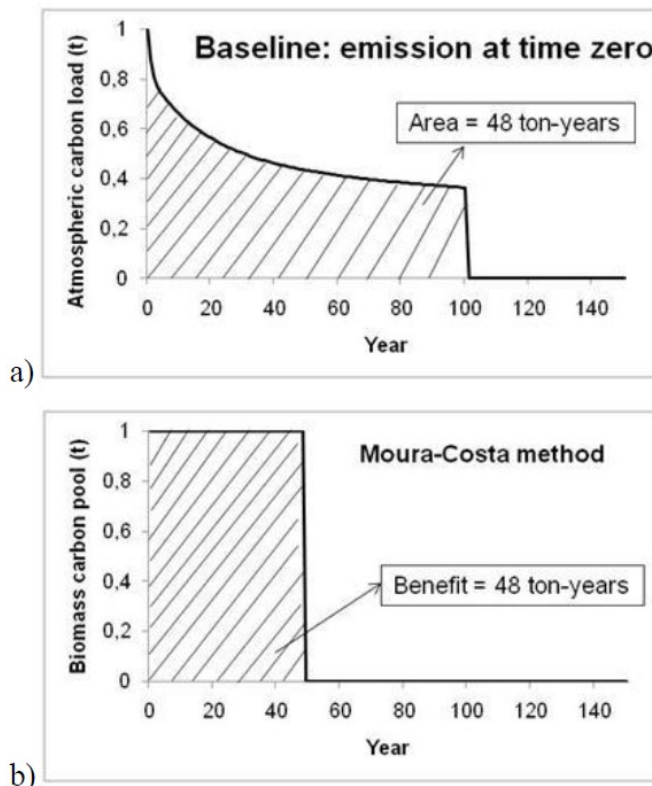 Baseline: emission at time zero
Atmospheric carbon load (t)
1
0,8
0,6
0,4
0,2
0
Area = 48 ton-years
0 20 40 60 80 100 120 140
Year
a)
Moura-Costa method
Biomass carbon pool (t)
1
0,8
0,6
0,4
0,2
0
Benefit = 48 ton-years
0 20 40 60 80 100 120 140
Year
b)